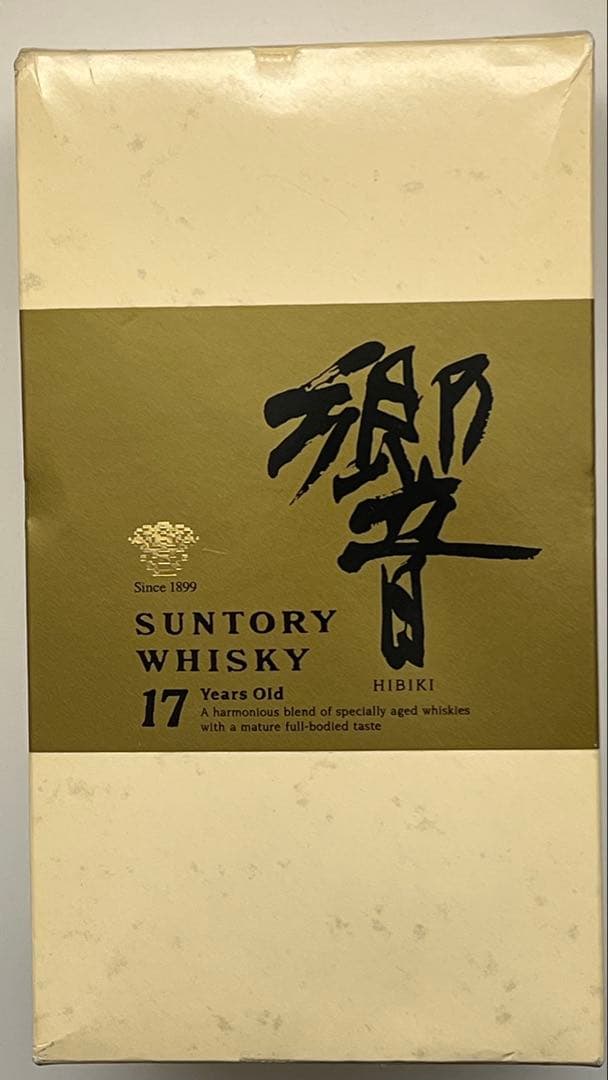 響
Since 1899
SUNTORY
WHISKY
HIBIKI
17 Years Old
A harmonious blend of specially aged whiskies
with a mature full-bodied taste